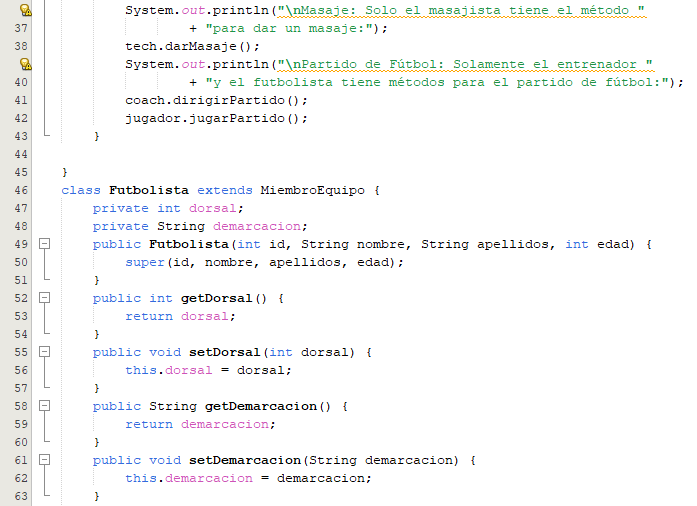 System.out.println("\nMasaje: Solo el masajista tiene el método "
37 + "para dar un masaje:");
38 tech.darMasaje();
System.out.println("\nPartido de Fútbol: Solamente el entrenador "
40 + "y el futbolista tiene métodos para el partido de fútbol:");
41 coach.dirigirPartido();
42 jugador.jugarPartido();
43 }
44
45 }
46 class Futbolista extends MiembroEquipo {
47 private int dorsal;
48 private String demarcacion;
49 public Futbolista(int id, String nombre, String apellidos, int edad) {
50 super(id, nombre, apellidos, edad);
51 }
52 public int getDorsal() {
53 return dorsal;
54 }
55 public void setDorsal(int dorsal) {
56 this.dorsal = dorsal;
57 }
58 public String getDemarcacion() {
59 return demarcacion;
60 }
61 public void setDemarcacion(String demarcacion) {
62 this.demarcacion = demarcacion;
63 }